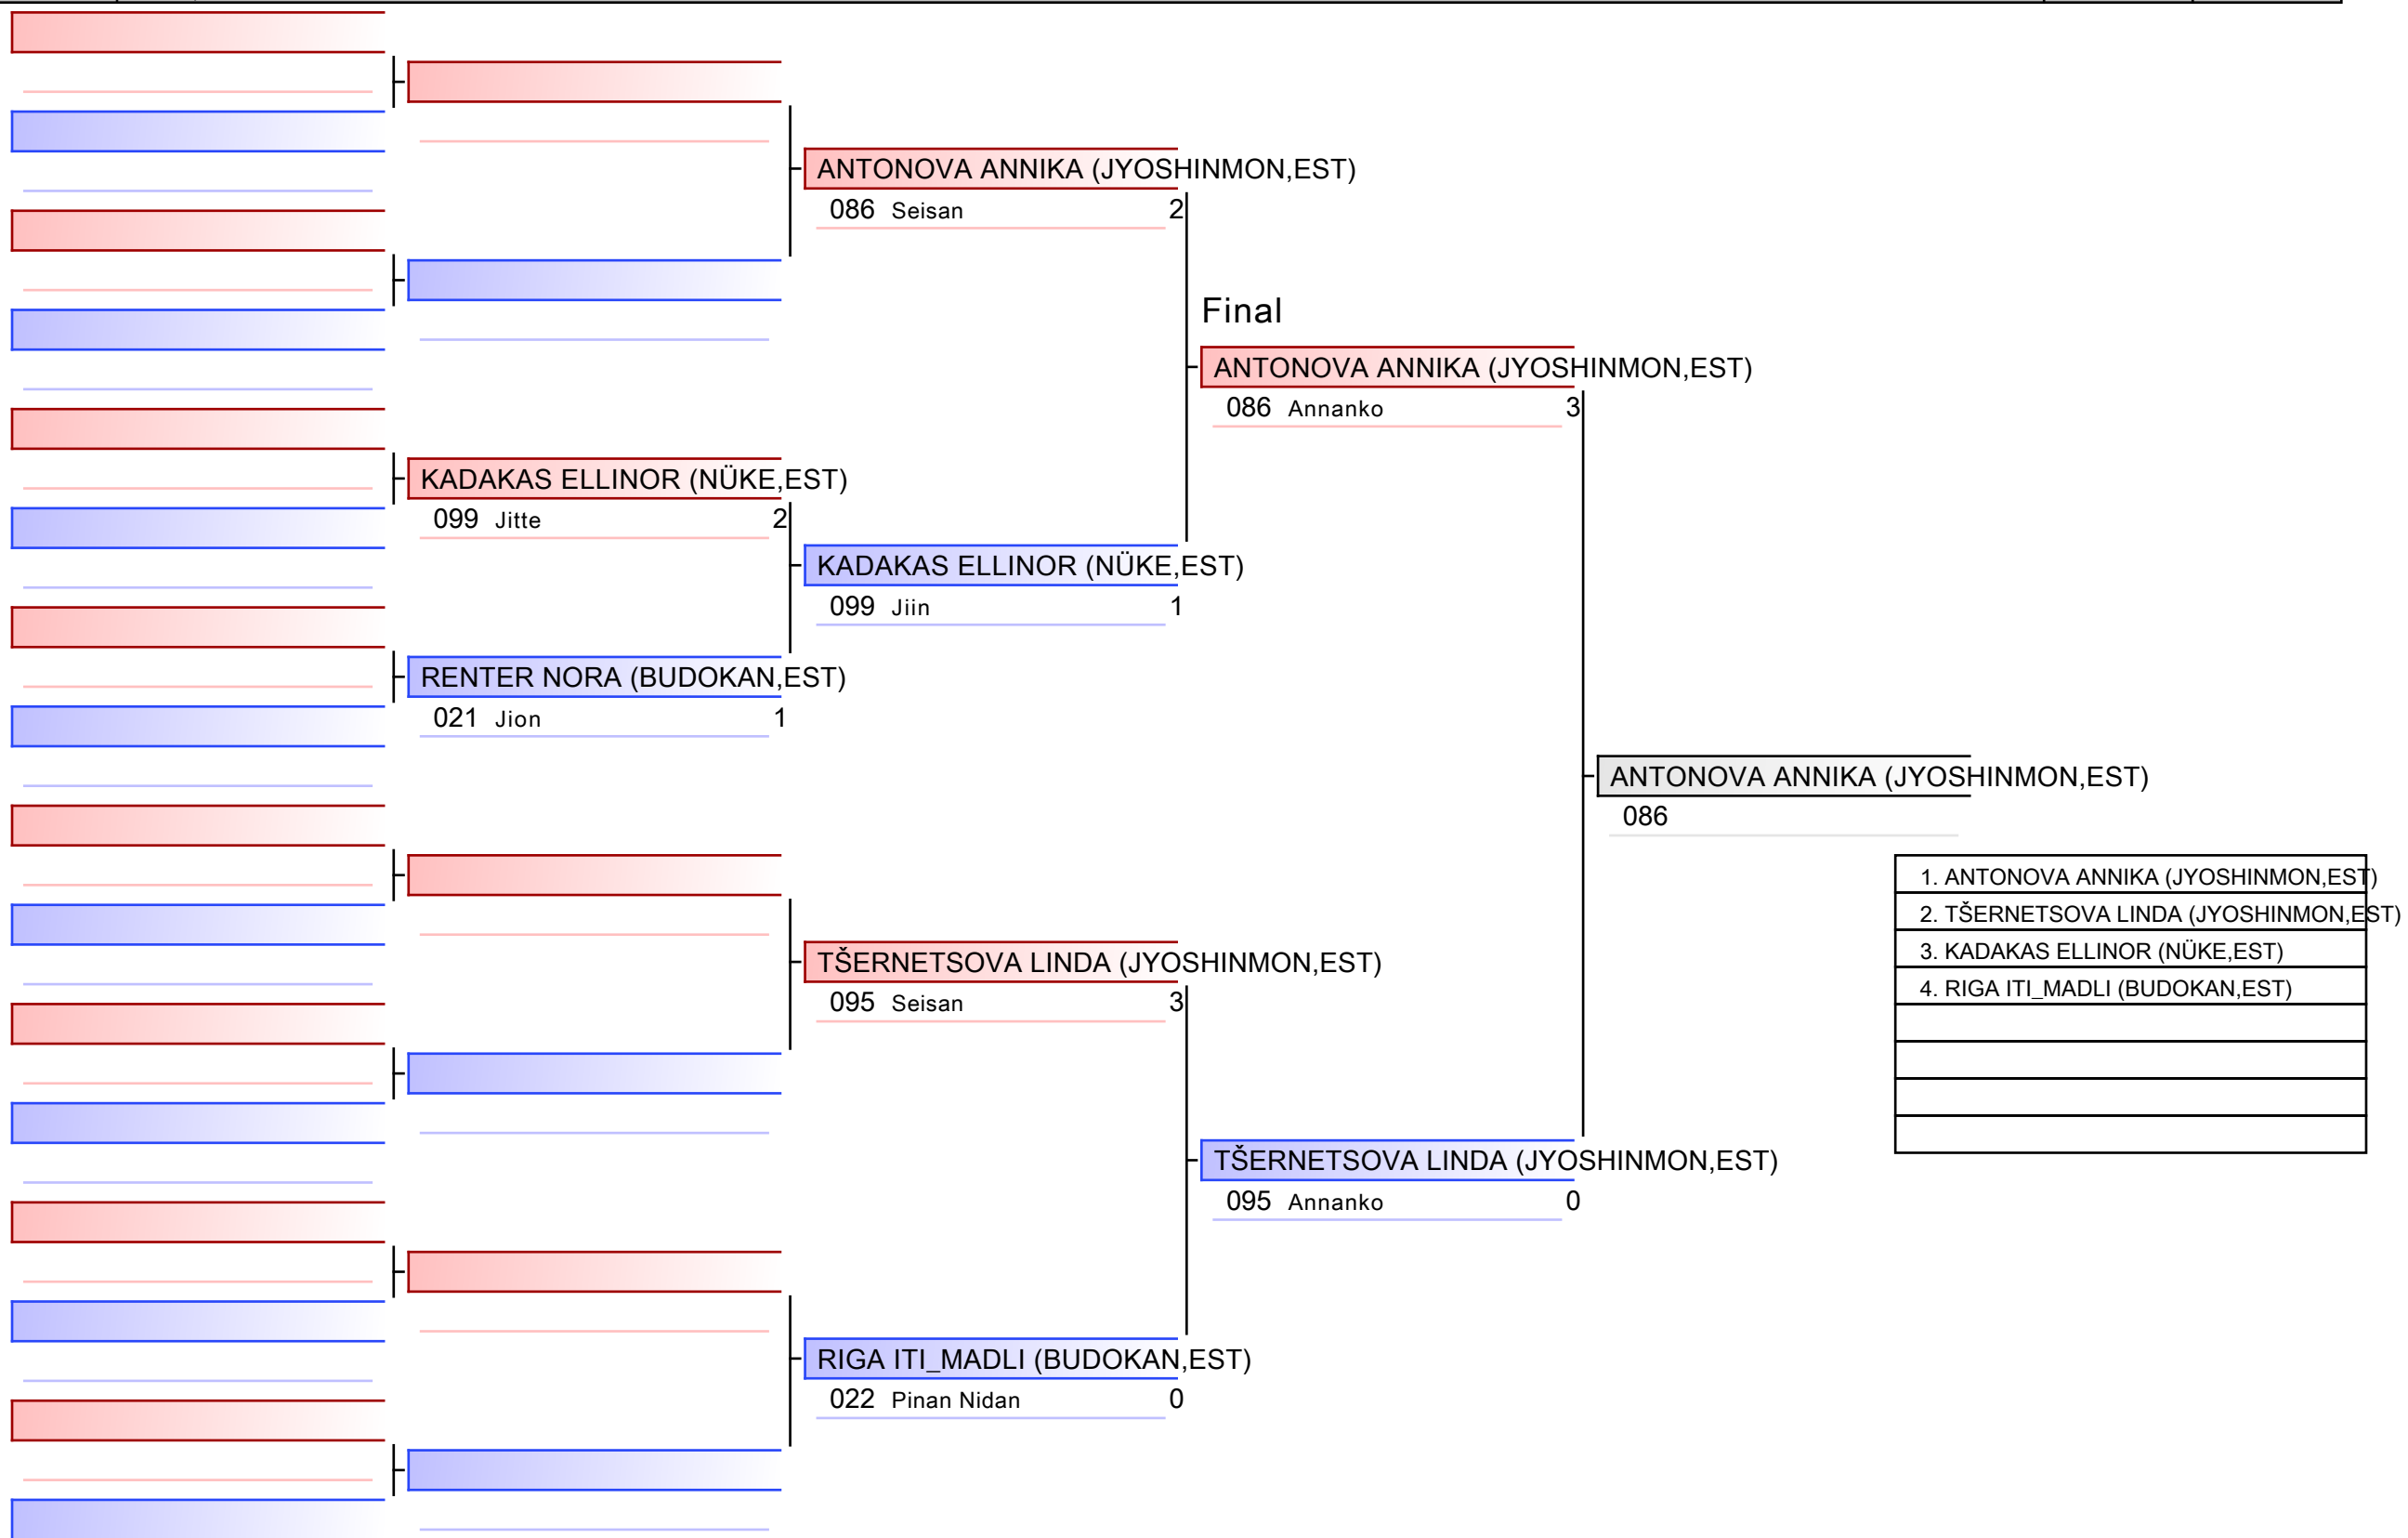 ANTONOVA ANNIKA (JYOSHINMON,EST)
086 Seisan 2
Final
ANTONOVA ANNIKA (JYOSHINMON,EST)
086 Annanko 3
KADAKAS ELLINOR (NÜKE,EST)
099 Jitte 2
KADAKAS ELLINOR (NÜKE,EST)
099 Jiin 1
RENTER NORA (BUDOKAN,EST)
021 Jion 1
ANTONOVA ANNIKA (JYOSHINMON,EST)
086
1. ANTONOVA ANNIKA (JYOSHINMON,EST)
2. TŠERNETSOVA LINDA (JYOSHINMON,EST)
3. KADAKAS ELLINOR (NÜKE,EST)
4. RIGA ITI_MADLI (BUDOKAN,EST)
TŠERNETSOVA LINDA (JYOSHINMON,EST)
095 Seisan 3
TŠERNETSOVA LINDA (JYOSHINMON,EST)
095 Annanko 0
RIGA ITI_MADLI (BUDOKAN,EST)
022 Pinan Nidan 0